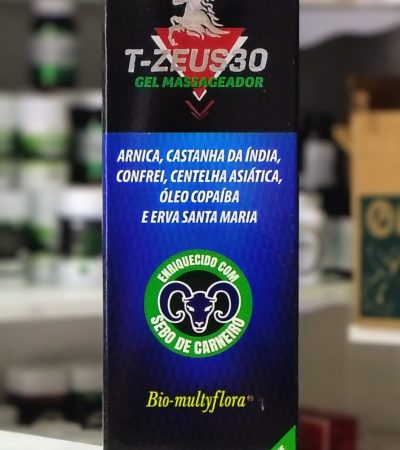 T-ZEUS30
GEL MASSAGEADOR
ARNICA, CASTANHA DA ÍNDIA,
CONFREI, CENTELHA ASIÁTICA,
ÓLEO COPAÍBA
E ERVA SANTA MARIA
ENRIQUECIDO COM
SEBO DE CARNEIRO
Bio-multyflora®